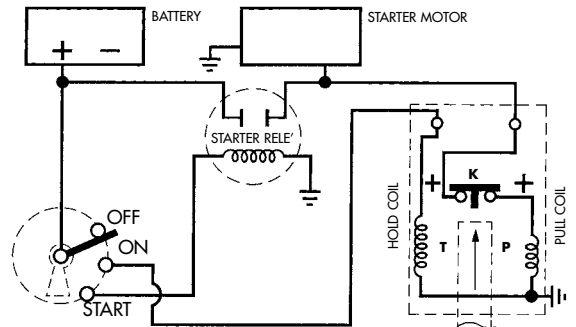 BATTERY
STARTER MOTOR
+ −
STARTER RELE'
HOLD COIL
K
+ +
PULL COIL
T P
OFF
ON
START